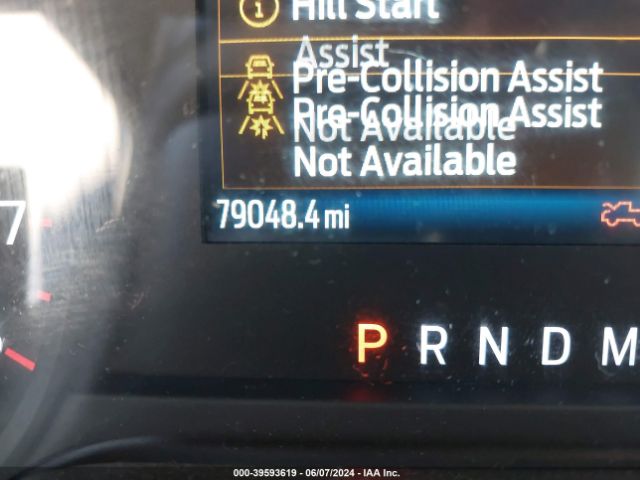 Hill Start
Assist
Pre-Collision Assist
Pre-Collision Assist
Not Available
Not Available
79048.4 mi
7
P R N D M
000-39593619 - 06/07/2024 - IAA Inc.